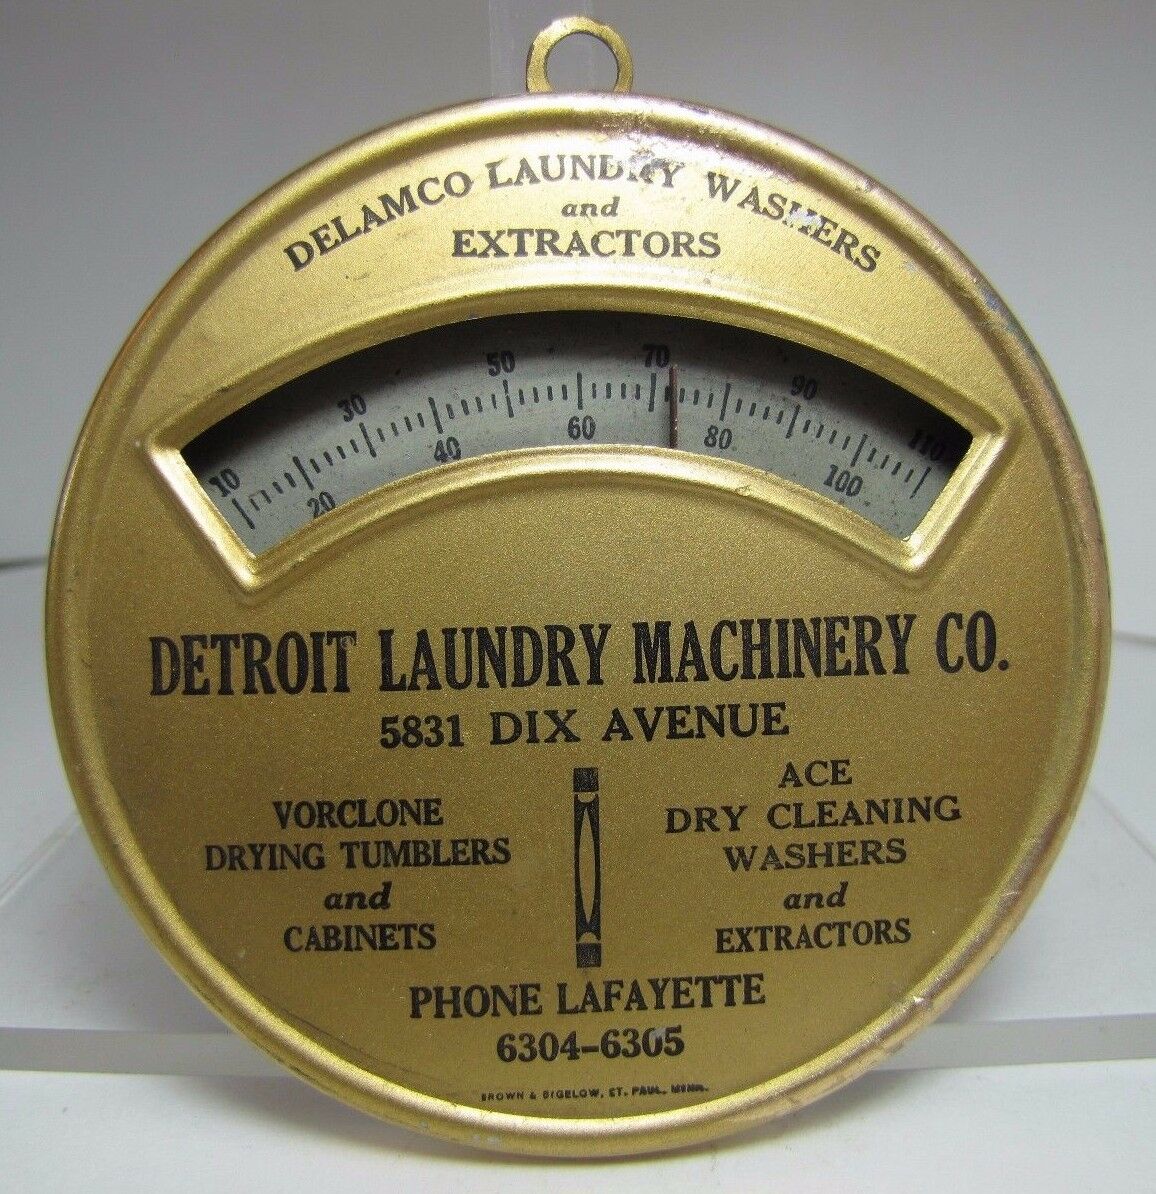 DELAMCO LAUNDRY WASHERS
and
EXTRACTORS
10 30 50 70 90 110
20 40 60 80 100
DETROIT LAUNDRY MACHINERY CO.
5831 DIX AVENUE
VORCLONE
DRYING TUMBLERS
and
CABINETS
ACE
DRY CLEANING
WASHERS
and
EXTRACTORS
PHONE LAFAYETTE
6304-6305
BROWN & BIGELOW, ST. PAUL, MINN.